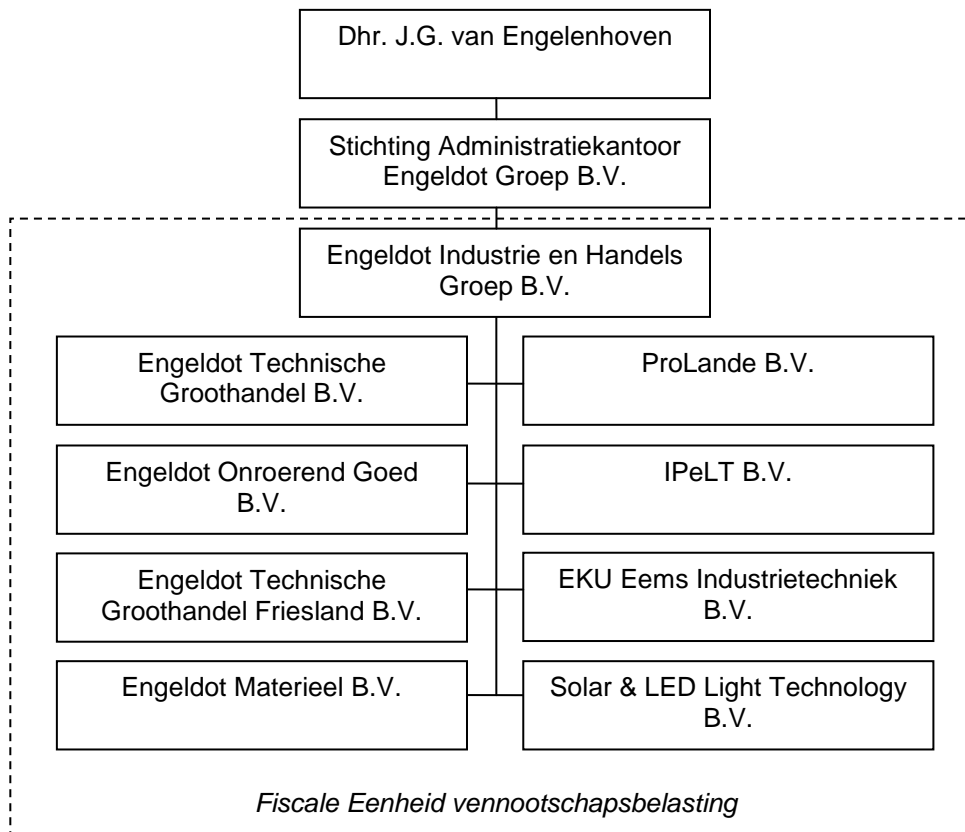 Dhr. J.G. van Engelenhoven
Stichting Administratiekantoor
Engeldot Groep B.V.
Engeldot Industrie en Handels
Groep B.V.
Engeldot Technische
Groothandel B.V.
ProLande B.V.
Engeldot Onroerend Goed
B.V.
IPeLT B.V.
Engeldot Technische
Groothandel Friesland B.V.
EKU Eems Industrietechniek
B.V.
Engeldot Materieel B.V.
Solar & LED Light Technology
B.V.
Fiscale Eenheid vennootschapsbelasting